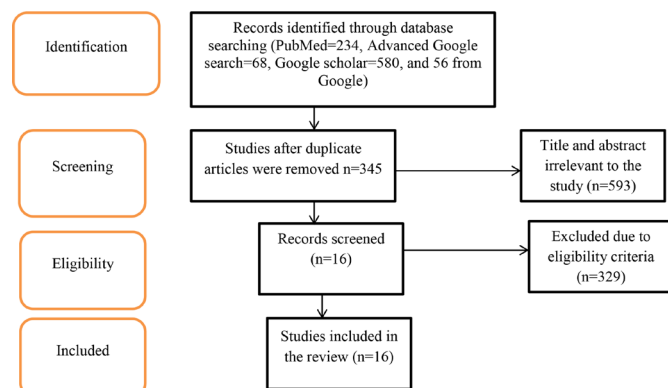 Identification
Records identified through database
searching (PubMed=234, Advanced Google
search=68, Google scholar=580, and 56 from
Google)
Screening
Studies after duplicate
articles were removed n=345
Title and abstract
irrelevant to the
study (n=593)
Eligibility
Records screened
(n=16)
Excluded due to
eligibility criteria
(n=329)
Included
Studies included in
the review (n=16)